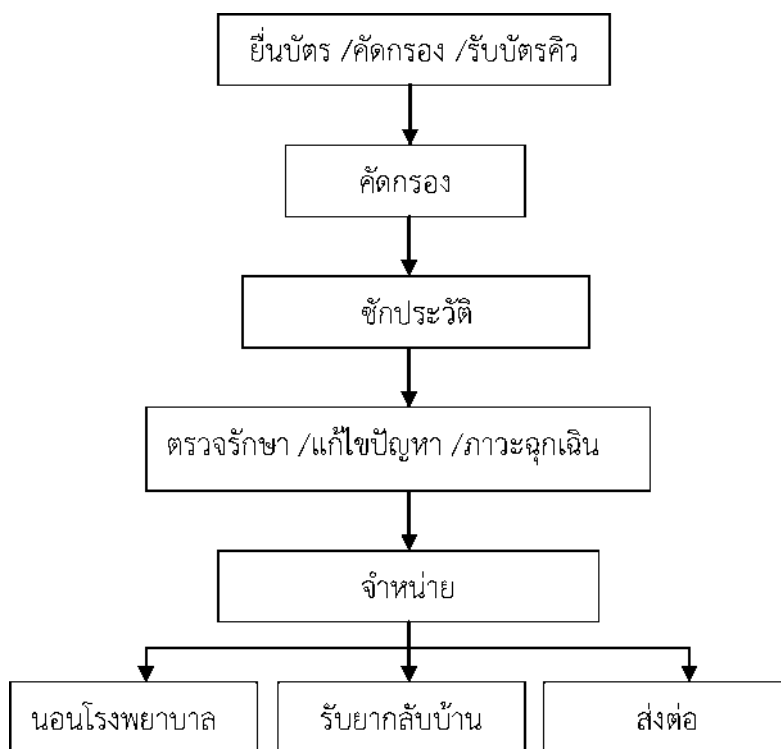 ยื่นบัตร /คัดกรอง /รับบัตรคิว
คัดกรอง
ซักประวัติ
ตรวจรักษา /แก้ไขปัญหา /ภาวะฉุกเฉิน
จำหน่าย
นอนโรงพยาบาล
รับยากลับบ้าน
ส่งต่อ